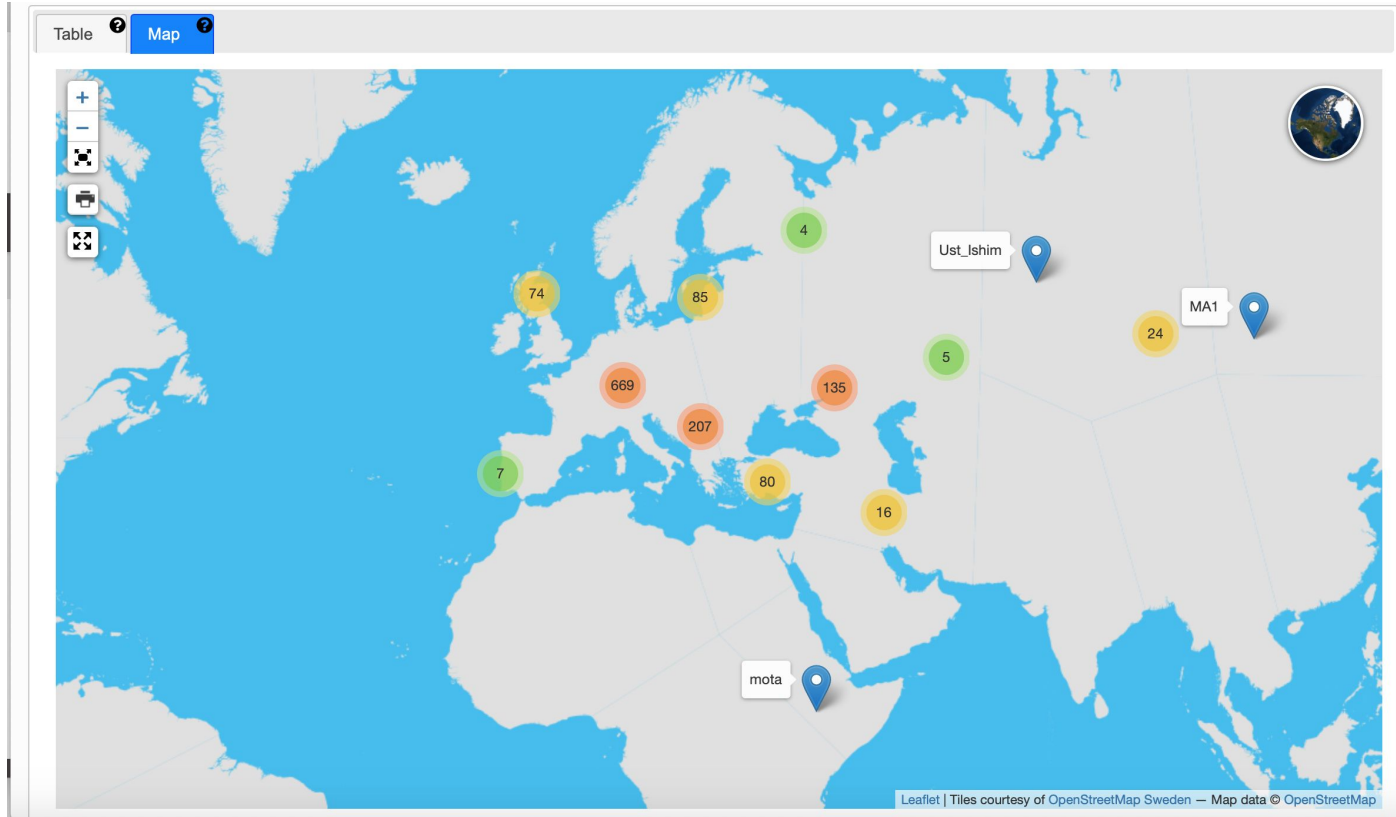 Table ?
Map ?
+
−
4
Ust_Ishim
74
85
MA1
24
5
669
135
207
7
80
16
mota
Leaflet | Tiles courtesy of OpenStreetMap Sweden — Map data © OpenStreetMap